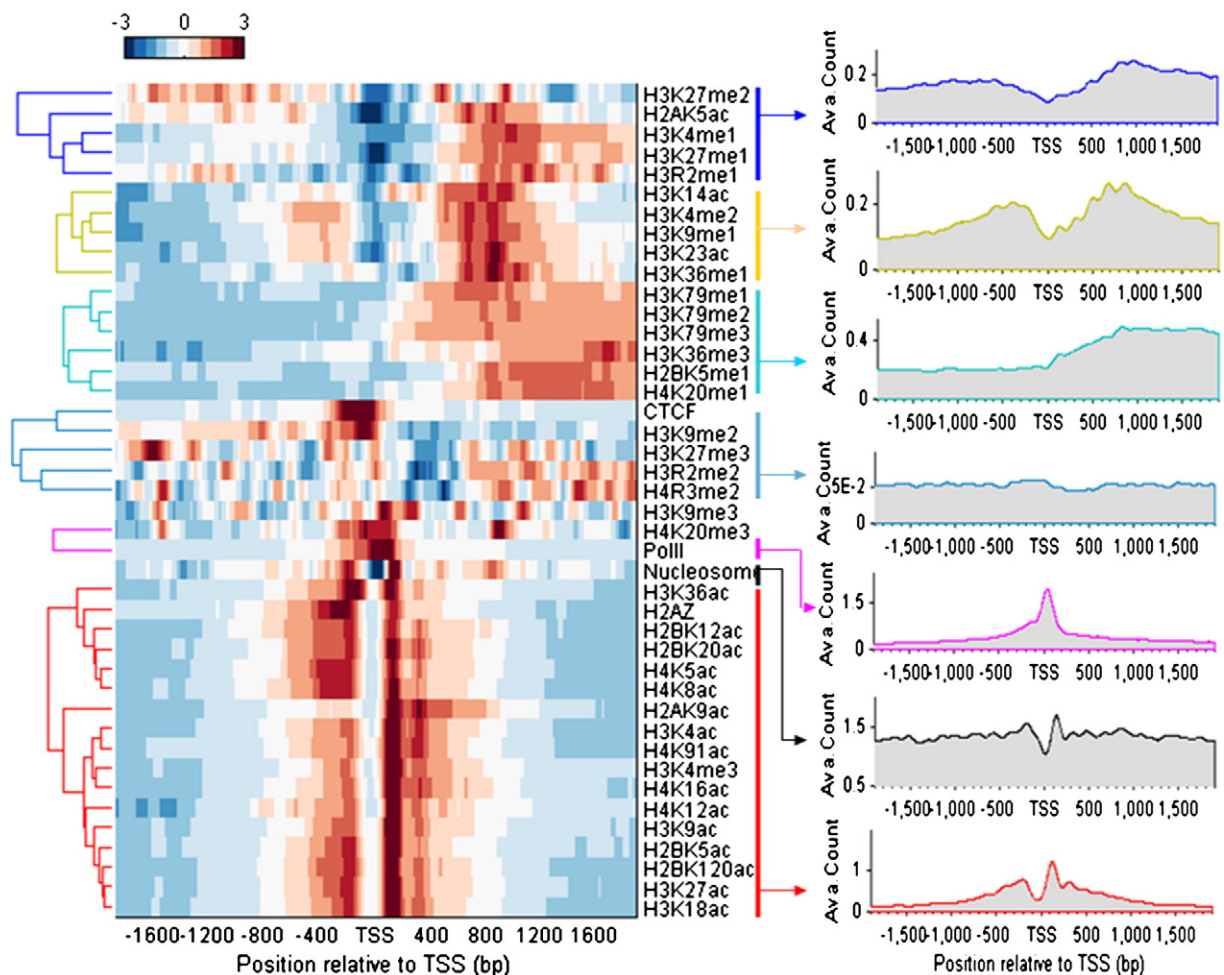 -3 0 3
H3K27me2
H2AK5ac
H3K4me1
H3K27me1
H3R2me1
H3K14ac
H3K4me2
H3K9me1
H3K23ac
H3K36me1
H3K79me1
H3K79me2
H3K79me3
H3K36me3
H2BK5me1
H4K20me1
CTCF
H3K9me2
H3K27me3
H3R2me2
H4R3me2
H3K9me3
H4K20me3
PolII
Nucleosome
H3K36ac
H2AZ
H2BK12ac
H2BK20ac
H4K5ac
H4K8ac
H2AK9ac
H3K4ac
H4K91ac
H3K4me3
H4K16ac
H4K12ac
H3K9ac
H2BK5ac
H2BK120ac
H3K27ac
H3K18ac
-1600 -1200 -800 -400 TSS 400 800 1200 1600
Position relative to TSS (bp)
Ava. Count
0.2
0
-1,500 -1,000 -500 TSS 500 1,000 1,500
Ava. Count
0.2
0
-1,500 -1,000 -500 TSS 500 1,000 1,500
Ava. Count
0.4
0
-1,500 -1,000 -500 TSS 500 1,000 1,500
Ava. Count
5E-2
0
-1,500 -1,000 -500 TSS 500 1,000 1,500
Ava. Count
1.5
0
-1,500 -1,000 -500 TSS 500 1,000 1,500
Ava. Count
1.5
0.5
-1,500 -1,000 -500 TSS 500 1,000 1,500
Ava. Count
1
0
-1,500 -1,000 -500 TSS 500 1,000 1,500
Position relative to TSS (bp)